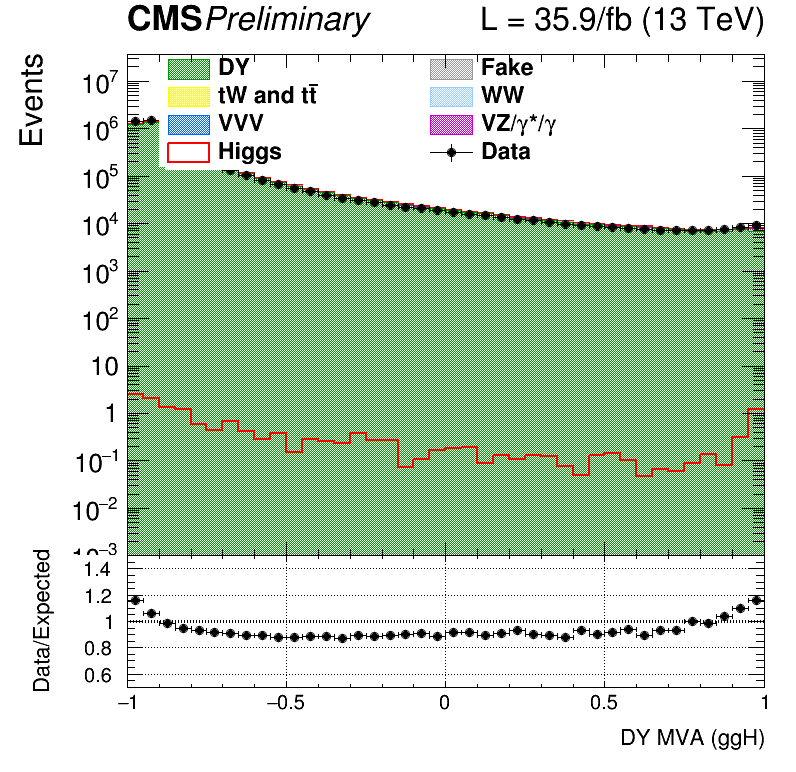 CMS Preliminary L = 35.9/fb (13 TeV)
Events
10⁷
10⁶
10⁵
10⁴
10³
10²
10
1
10⁻¹
10⁻²
10⁻³
DY
Fake
tW and tt̅
WW
VVV
VZ/γ*/γ
Higgs
Data
Data/Expected
1.4
1.2
1
0.8
0.6
−1
−0.5
0
0.5
1
DY MVA (ggH)